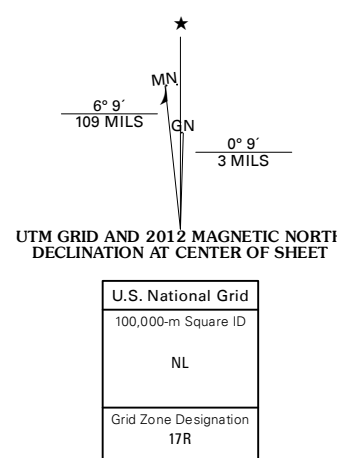 ★
MN
6° 9´
109 MILS
GN
0° 9´
3 MILS
UTM GRID AND 2012 MAGNETIC NORTH
DECLINATION AT CENTER OF SHEET
U.S. National Grid
100,000-m Square ID
NL
Grid Zone Designation
17R